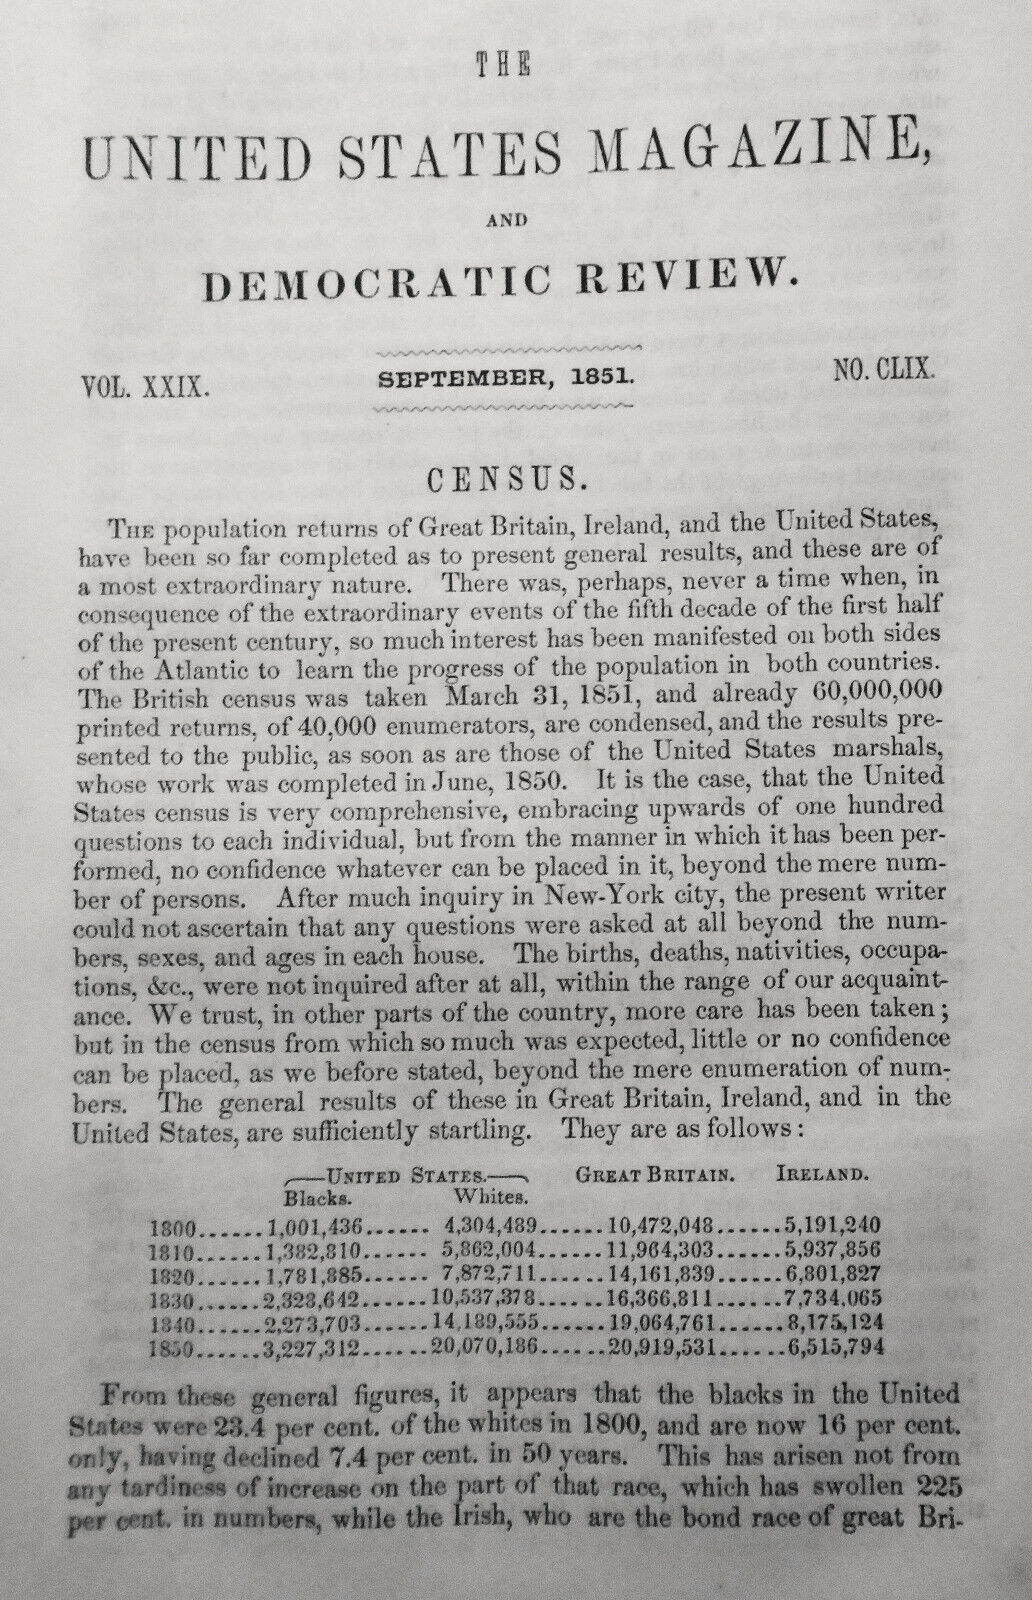 THE
UNITED STATES MAGAZINE,
AND
DEMOCRATIC REVIEW.
VOL. XXIX. SEPTEMBER, 1851. NO. CLIX.
CENSUS.
THE population returns of Great Britain, Ireland, and the United States,
have been so far completed as to present general results, and these are of
a most extraordinary nature. There was, perhaps, never a time when, in
consequence of the extraordinary events of the fifth decade of the first half
of the present century, so much interest has been manifested on both sides
of the Atlantic to learn the progress of the population in both countries.
The British census was taken March 31, 1851, and already 60,000,000
printed returns, of 40,000 enumerators, are condensed, and the results pre-
sented to the public, as soon as are those of the United States marshals,
whose work was completed in June, 1850. It is the case, that the United
States census is very comprehensive, embracing upwards of one hundred
questions to each individual, but from the manner in which it has been per-
formed, no confidence whatever can be placed in it, beyond the mere num-
ber of persons. After much inquiry in New-York city, the present writer
could not ascertain that any questions were asked at all beyond the num-
bers, sexes, and ages in each house. The births, deaths, nativities, occupa-
tions, &c., were not inquired after at all, within the range of our acquaint-
ance. We trust, in other parts of the country, more care has been taken;
but in the census from which so much was expected, little or no confidence
can be placed, as we before stated, beyond the mere enumeration of num-
bers. The general results of these in Great Britain, Ireland, and in the
United States, are sufficiently startling. They are as follows:
UNITED STATES. GREAT BRITAIN. IRELAND.
Blacks. Whites.
1800......1,001,436...... 4,304,489......10,472,048......5,191,240
1810......1,382,810...... 5,862,004......11,964,303......5,937,856
1820......1,781,885...... 7,872,711......14,161,839......6,801,827
1830......2,328,642......10,537,378......16,366,811......7,734,065
1840......2,273,703......14,189,555......19,064,761......8,175,124
1850......3,227,312......20,070,186......20,919,531......6,515,794
From these general figures, it appears that the blacks in the United
States were 23.4 per cent. of the whites in 1800, and are now 16 per cent.
only, having declined 7.4 per cent. in 50 years. This has arisen not from
any tardiness of increase on the part of that race, which has swollen 225
per cent. in numbers, while the Irish, who are the bond race of great Bri-